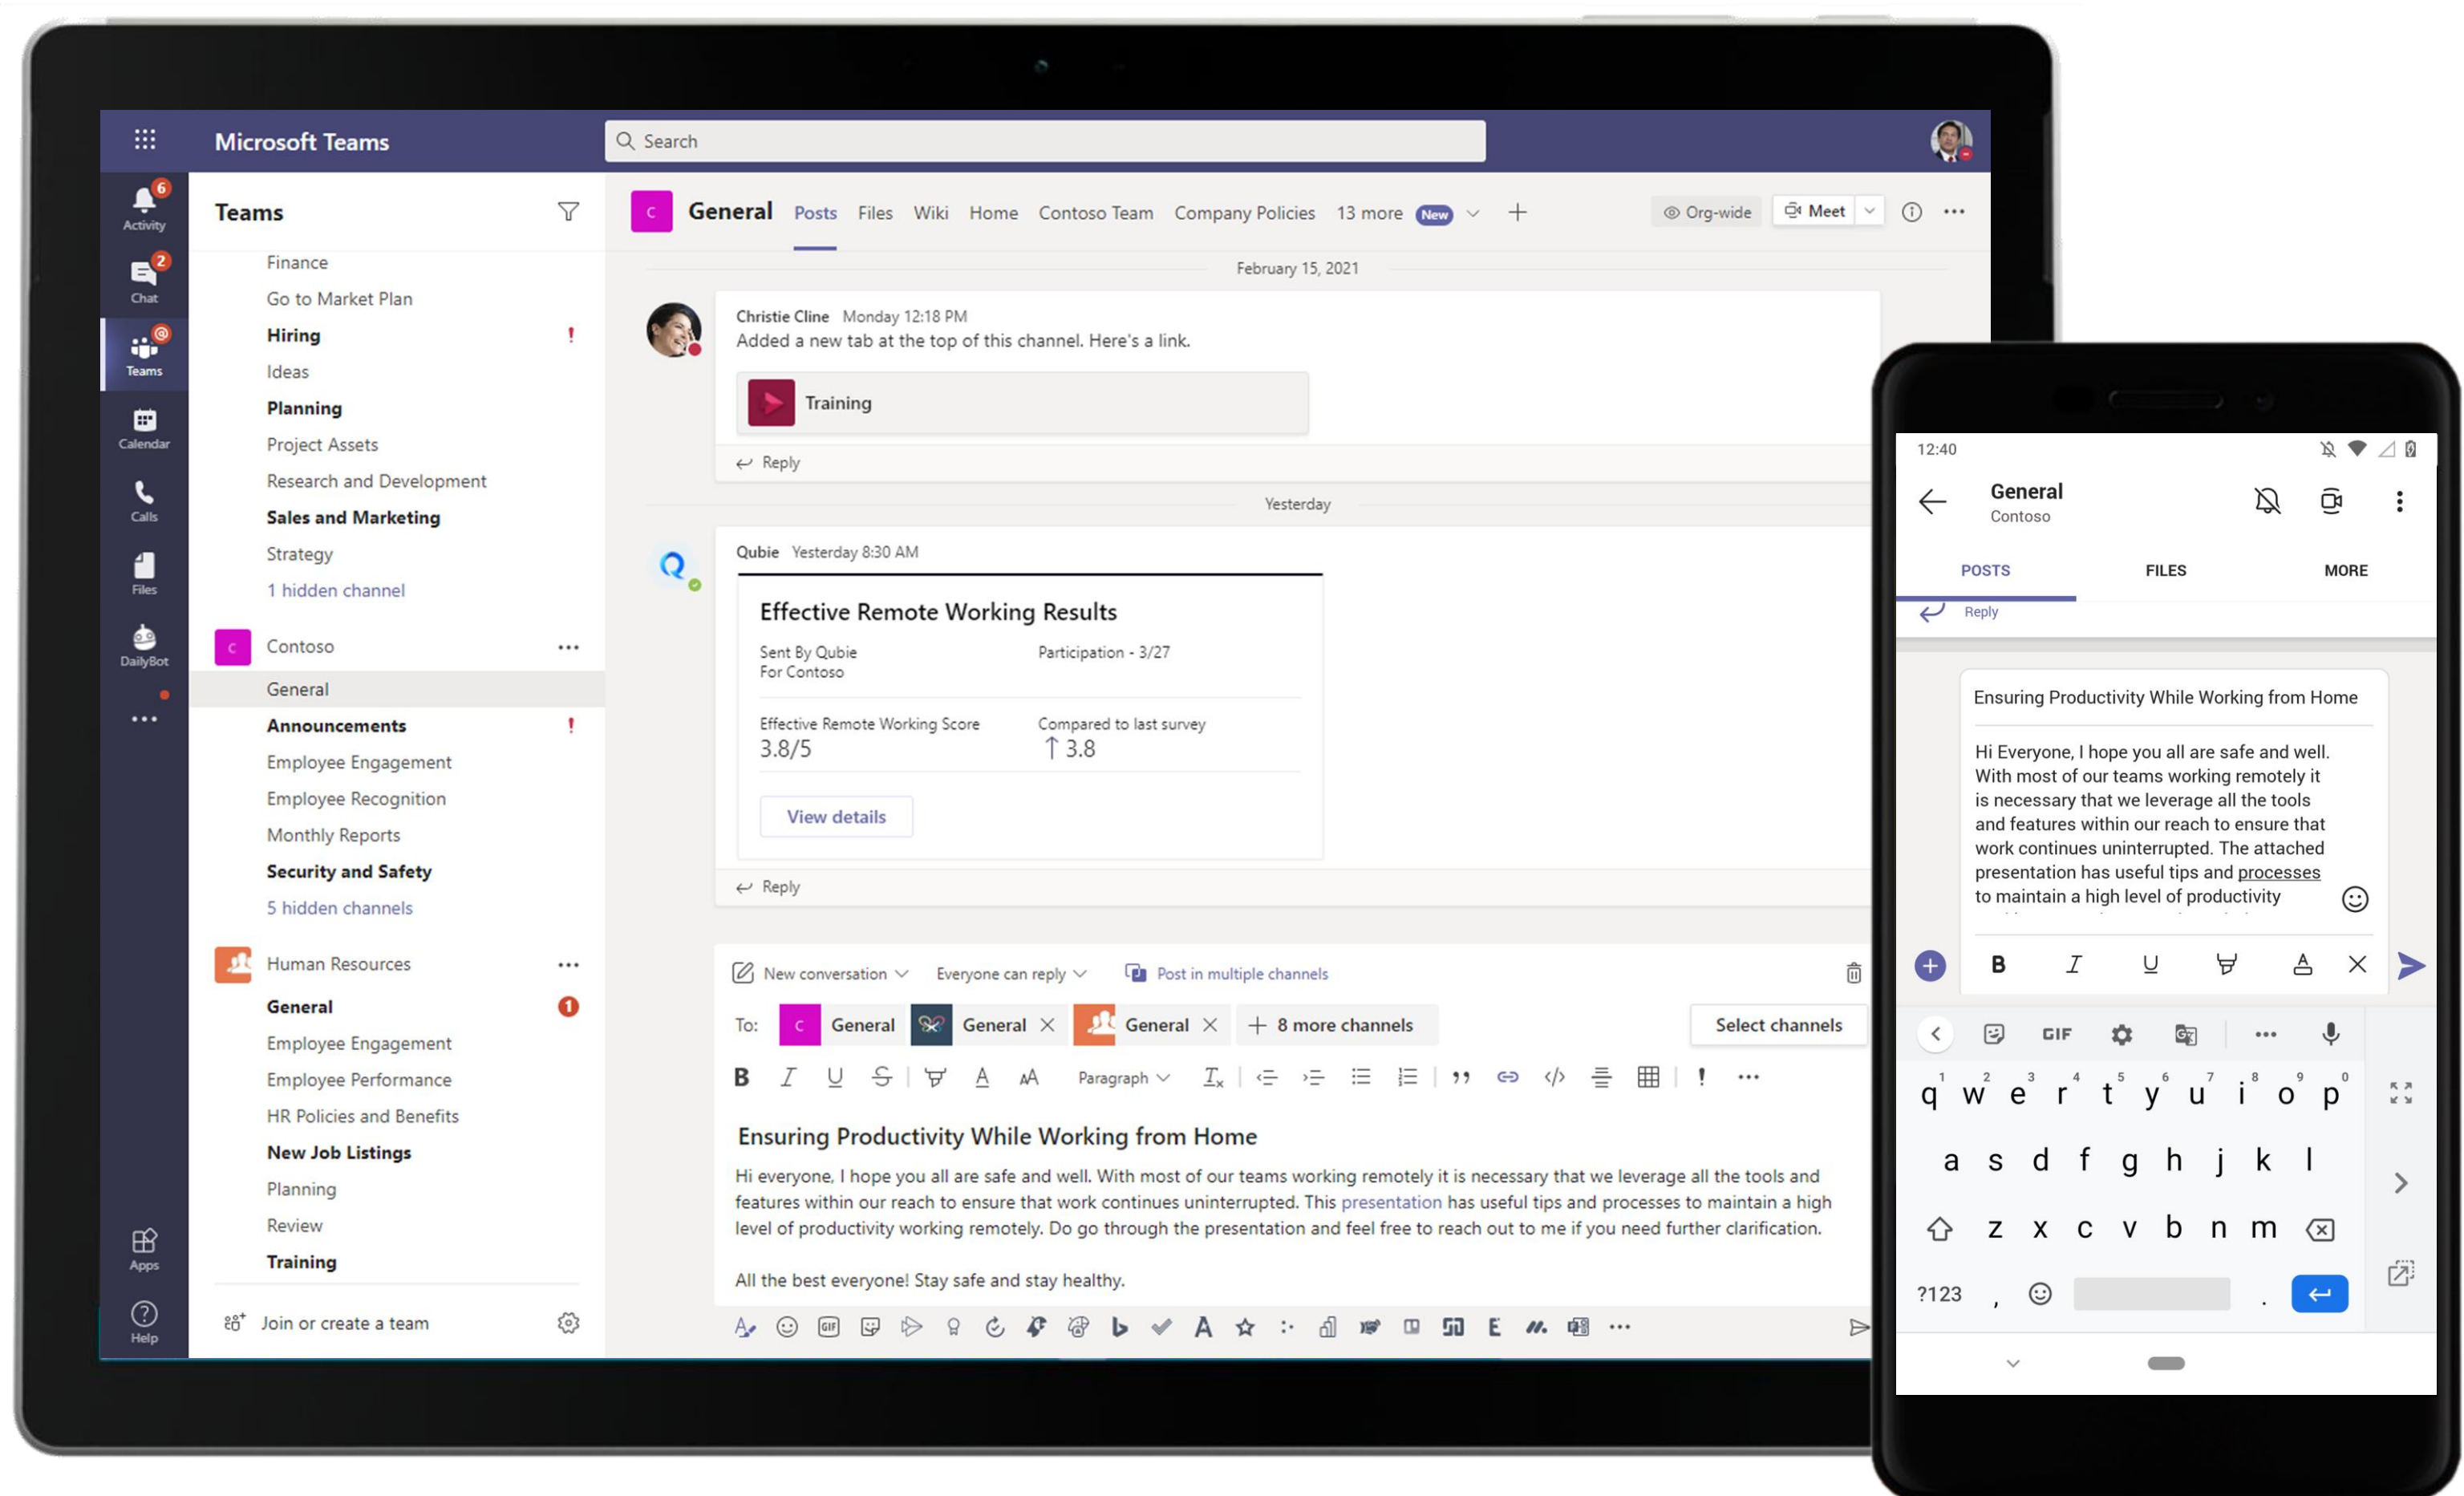 Microsoft Teams
Search
6
Activity
2
Chat
@
Teams
Calendar
Calls
Files
DailyBot
Apps
Help
Teams
Finance
Go to Market Plan
Hiring !
Ideas
Planning
Project Assets
Research and Development
Sales and Marketing
Strategy
1 hidden channel
C Contoso
General
Announcements !
Employee Engagement
Employee Recognition
Monthly Reports
Security and Safety
5 hidden channels
Human Resources
General 1
Employee Engagement
Employee Performance
HR Policies and Benefits
New Job Listings
Planning
Review
Training
Join or create a team
C General Posts Files Wiki Home Contoso Team Company Policies 13 more New Org-wide Meet
February 15, 2021
Christie Cline Monday 12:18 PM
Added a new tab at the top of this channel. Here's a link.
Training
Reply
Yesterday
Qubie Yesterday 8:30 AM
Effective Remote Working Results
Sent By Qubie Participation - 3/27
For Contoso
Effective Remote Working Score Compared to last survey
3.8/5 ↑ 3.8
View details
Reply
New conversation Everyone can reply Post in multiple channels
To: C General General General + 8 more channels Select channels
B I U S A AA Paragraph Tx
Ensuring Productivity While Working from Home
Hi everyone, I hope you all are safe and well. With most of our teams working remotely it is necessary that we leverage all the tools and
features within our reach to ensure that work continues uninterrupted. This presentation has useful tips and processes to maintain a high
level of productivity working remotely. Do go through the presentation and feel free to reach out to me if you need further clarification.
All the best everyone! Stay safe and stay healthy.
GIF
12:40
General
Contoso
POSTS FILES MORE
Reply
Ensuring Productivity While Working from Home
Hi Everyone, I hope you all are safe and well.
With most of our teams working remotely it
is necessary that we leverage all the tools
and features within our reach to ensure that
work continues uninterrupted. The attached
presentation has useful tips and processes
to maintain a high level of productivity
B I U A
GIF
1 2 3 4 5 6 7 8 9 0
q w e r t y u i o p
a s d f g h j k l
z x c v b n m
?123 , .